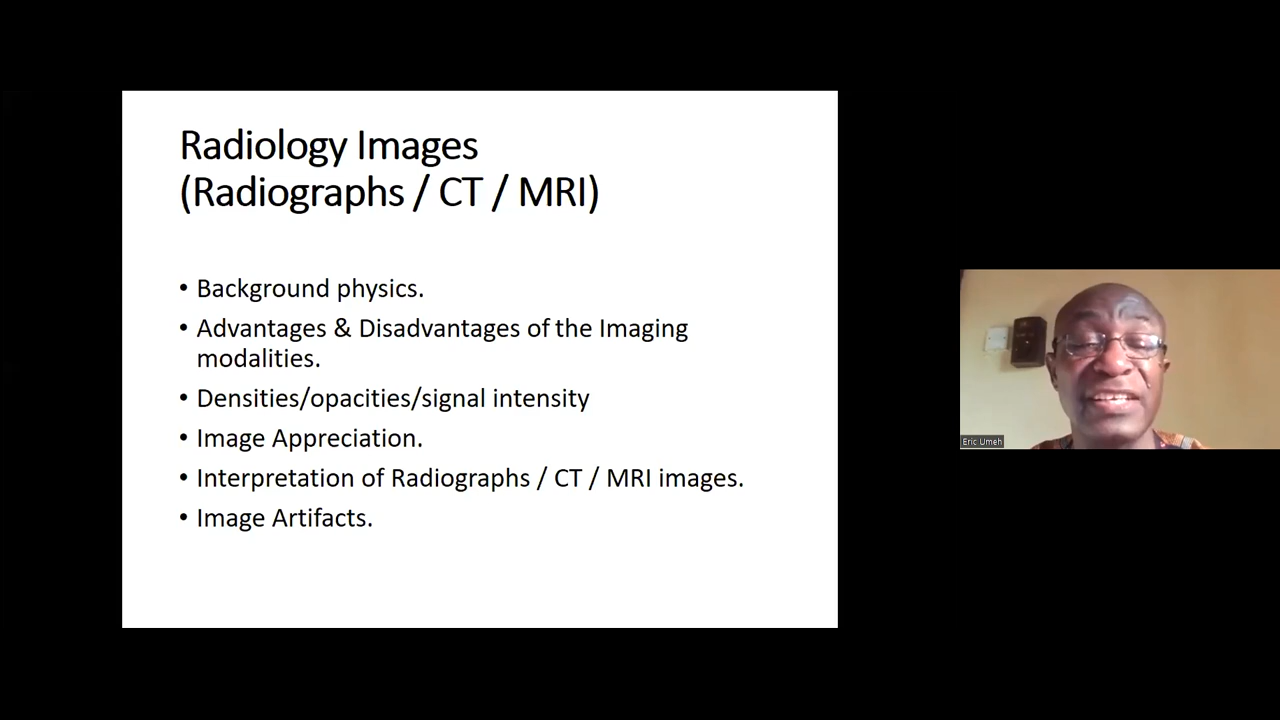 Radiology Images
(Radiographs / CT / MRI)
• Background physics.
• Advantages & Disadvantages of the Imaging
modalities.
• Densities/opacities/signal intensity
• Image Appreciation.
• Interpretation of Radiographs / CT / MRI images.
• Image Artifacts.
Eric Umeh